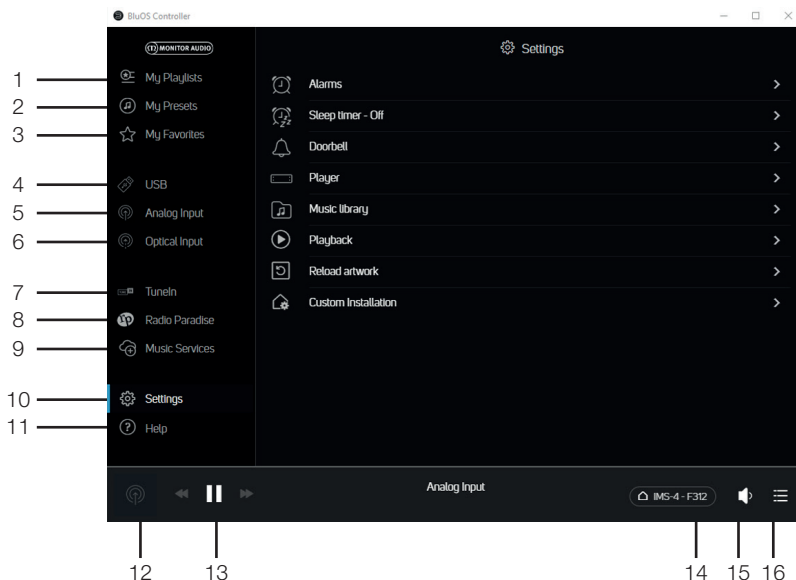 BluOS Controller
MONITOR AUDIO
Settings
1 My Playlists
2 My Presets
3 My Favorites
4 USB
5 Analog Input
6 Optical Input
7 TuneIn
8 Radio Paradise
9 Music Services
10 Settings
11 Help
Alarms
Sleep timer - Off
Doorbell
Player
Music library
Playback
Reload artwork
Custom Installation
Analog Input
IMS-4 - F312
12 13 14 15 16